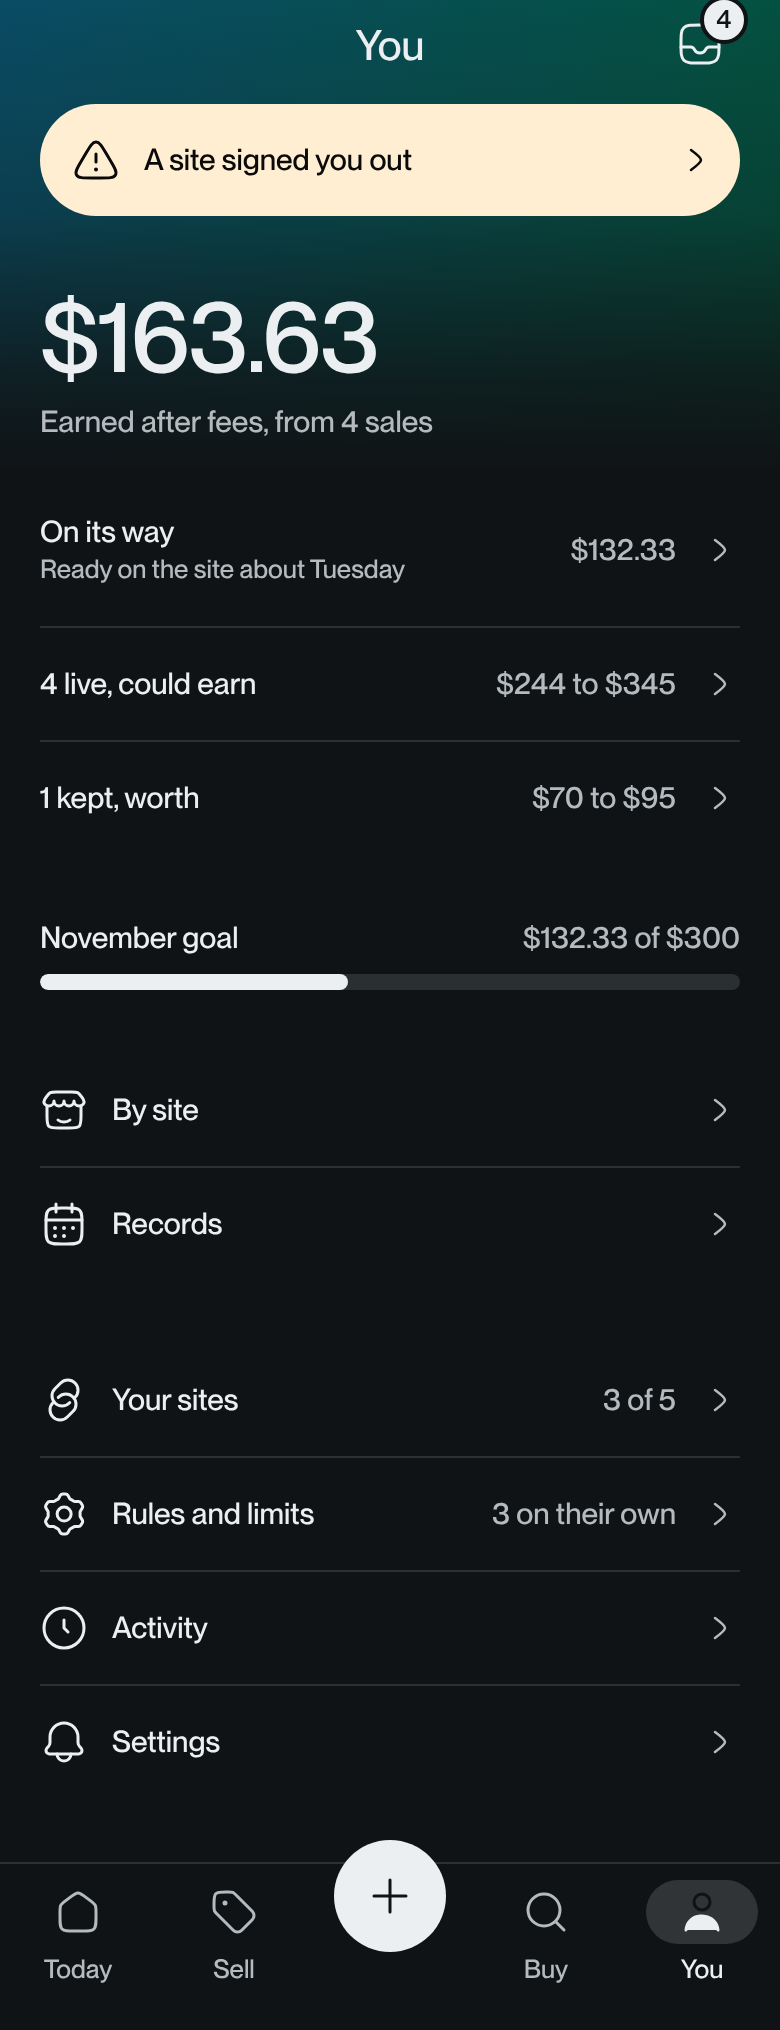 You
4
A site signed you out
$163.63
Earned after fees, from 4 sales
On its way
Ready on the site about Tuesday
$132.33
4 live, could earn
$244 to $345
1 kept, worth
$70 to $95
November goal
$132.33 of $300
By site
Records
Your sites
3 of 5
Rules and limits
3 on their own
Activity
Settings
Today
Sell
Buy
You